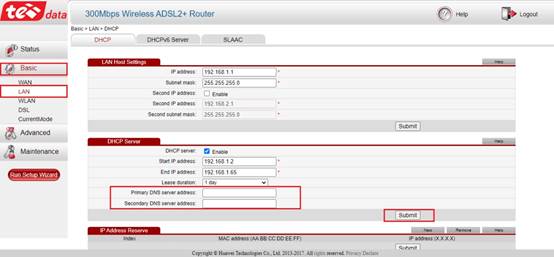 tedata
300Mbps Wireless ADSL2+ Router
Help
Logout
Basic > LAN > DHCP
DHCP
DHCPv6 Server
SLAAC
Status
Basic
WAN
LAN
WLAN
DSL
CurrentMode
Advanced
Maintenance
Run Setup Wizard
LAN Host Settings
Help
IP address: 192.168.1.1 *
Subnet mask: 255.255.255.0 *
Second IP address: Enable
Second IP address: 192.168.2.1 *
Second subnet mask: 255.255.255.0 *
Submit
DHCP Server
Help
DHCP server: Enable
Start IP address: 192.168.1.2 *
End IP address: 192.168.1.65 *
Lease duration: 1 day
Primary DNS server address:
Secondary DNS server address:
Submit
IP Address Reserve
New
Remove
Help
Index
MAC address (AA:BB:CC:DD:EE:FF)
IP address (X.X.X.X)
Submit
Copyright © Huawei Technologies Co., Ltd. 2013-2017. All rights reserved. Privacy Declare